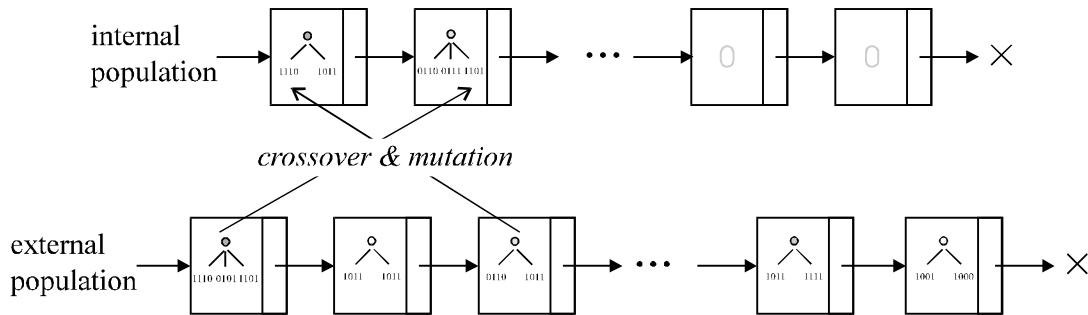 internal
population
1110 1011
0110 0111 1101
...
0
0
×
crossover & mutation
external
population
1110 0101 1101
1011 1011
0110 1011
...
1011 1111
1001 1000
×